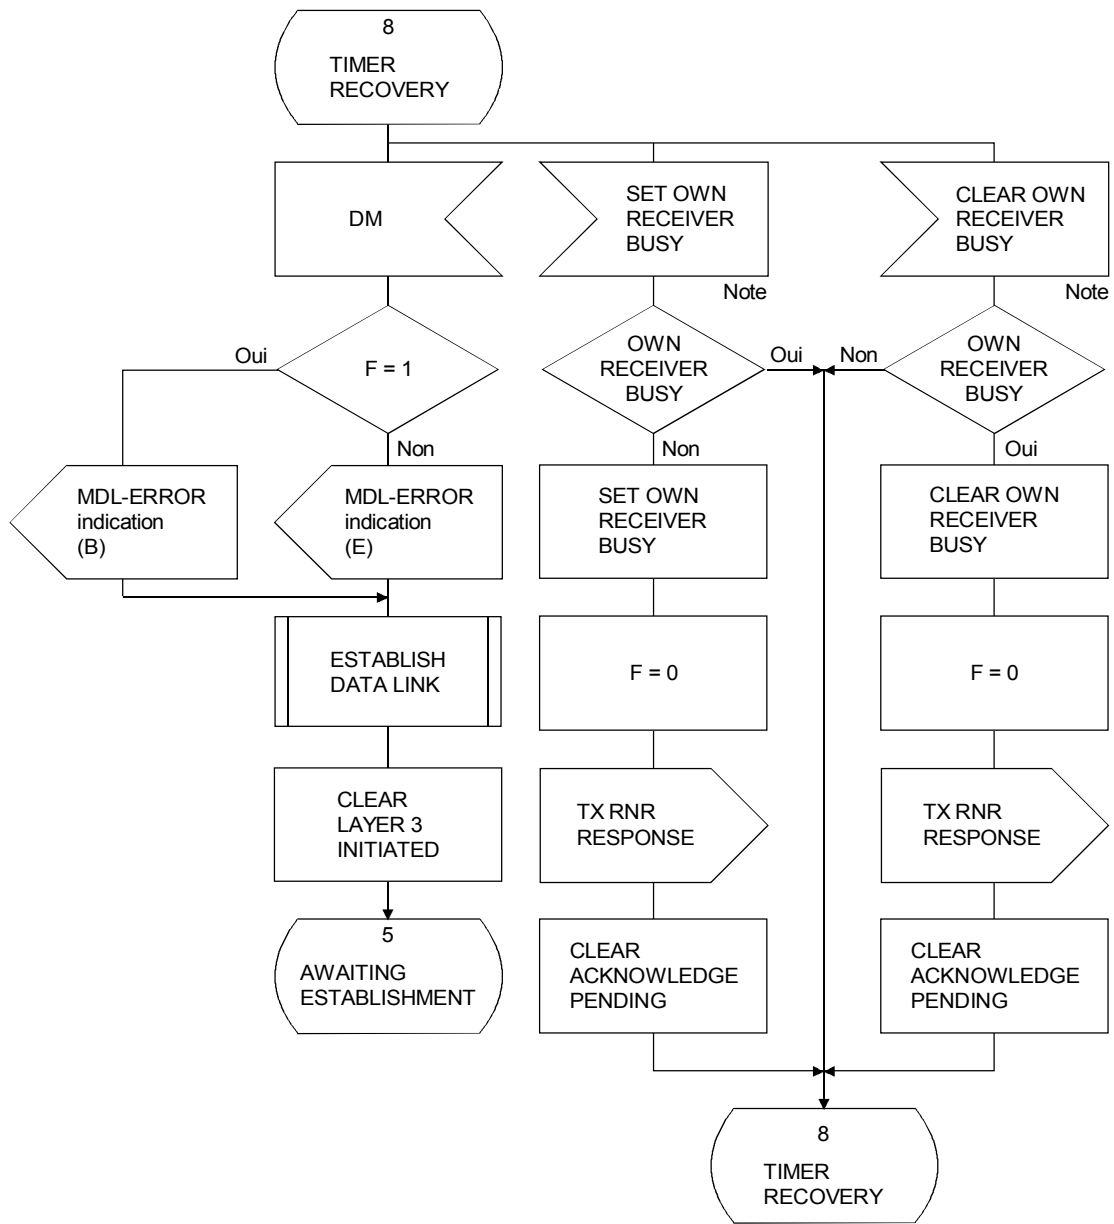 8
TIMER
RECOVERY
DM
SET OWN
RECEIVER
BUSY
CLEAR OWN
RECEIVER
BUSY
Note
Note
Oui
F = 1
OWN
RECEIVER
BUSY
Oui
Non
OWN
RECEIVER
BUSY
Non
Non
Oui
MDL-ERROR
indication
(B)
MDL-ERROR
indication
(E)
SET OWN
RECEIVER
BUSY
CLEAR OWN
RECEIVER
BUSY
ESTABLISH
DATA LINK
F = 0
F = 0
CLEAR
LAYER 3
INITIATED
TX RNR
RESPONSE
TX RNR
RESPONSE
5
AWAITING
ESTABLISHMENT
CLEAR
ACKNOWLEDGE
PENDING
CLEAR
ACKNOWLEDGE
PENDING
8
TIMER
RECOVERY